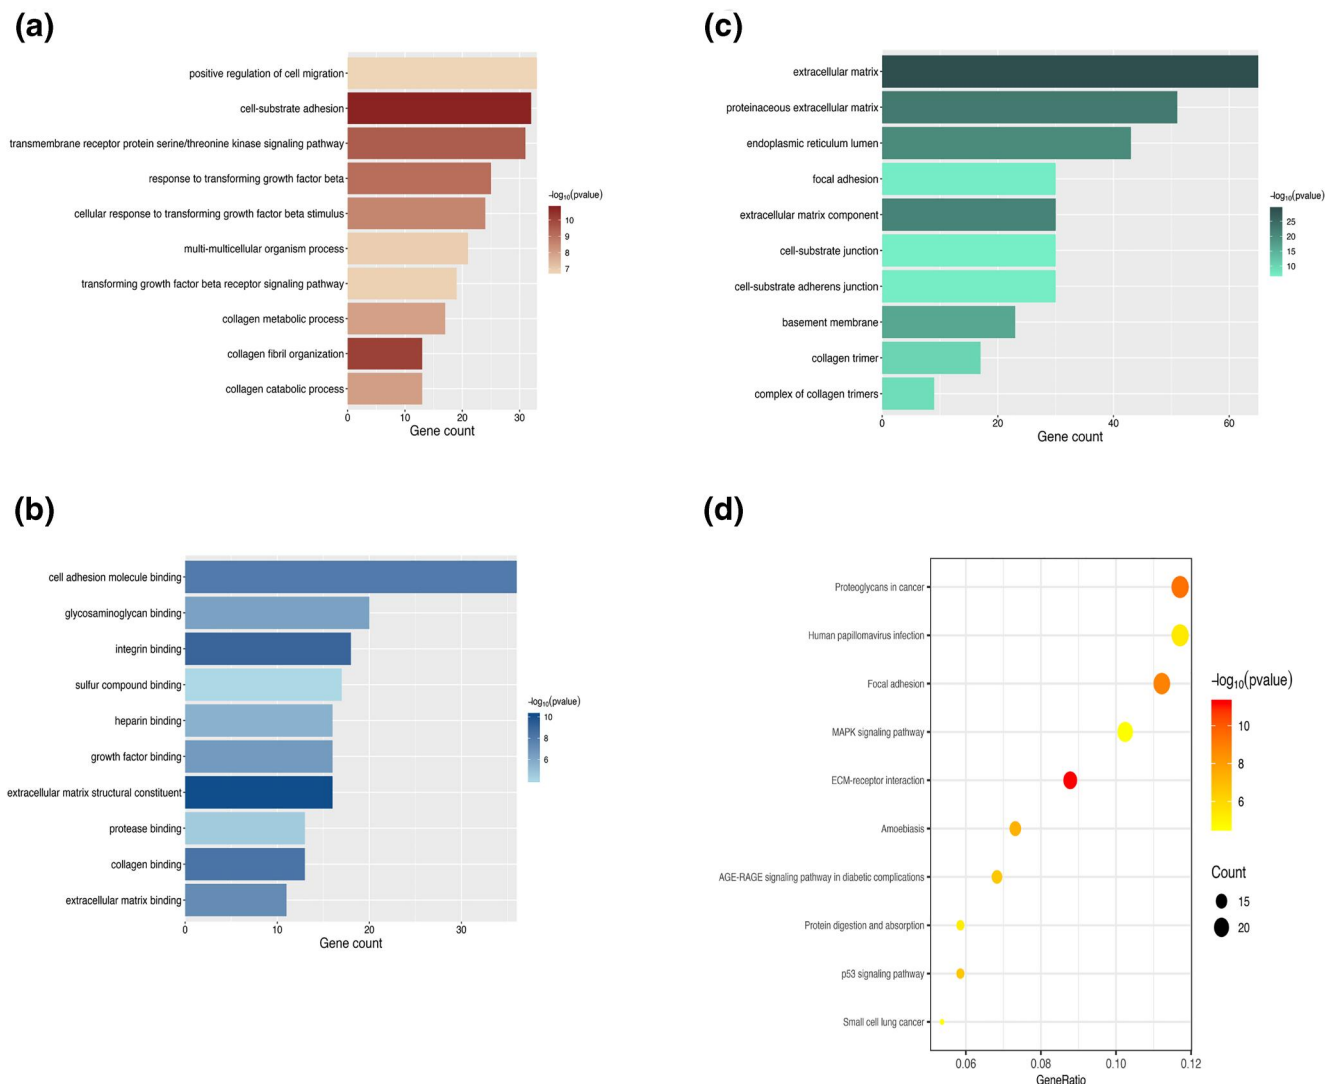 (a)
positive regulation of cell migration
cell-substrate adhesion
transmembrane receptor protein serine/threonine kinase signaling pathway
response to transforming growth factor beta
cellular response to transforming growth factor beta stimulus
multi-multicellular organism process
transforming growth factor beta receptor signaling pathway
collagen metabolic process
collagen fibril organization
collagen catabolic process
0 10 20 30
Gene count
-log10(pvalue)
10
9
8
7
(c)
extracellular matrix
proteinaceous extracellular matrix
endoplasmic reticulum lumen
focal adhesion
extracellular matrix component
cell-substrate junction
cell-substrate adherens junction
basement membrane
collagen trimer
complex of collagen trimers
0 20 40 60
Gene count
-log10(pvalue)
25
20
15
10
(b)
cell adhesion molecule binding
glycosaminoglycan binding
integrin binding
sulfur compound binding
heparin binding
growth factor binding
extracellular matrix structural constituent
protease binding
collagen binding
extracellular matrix binding
0 10 20 30
Gene count
-log10(pvalue)
10
8
6
(d)
Proteoglycans in cancer
Human papillomavirus infection
Focal adhesion
MAPK signaling pathway
ECM-receptor interaction
Amoebiasis
AGE-RAGE signaling pathway in diabetic complications
Protein digestion and absorption
p53 signaling pathway
Small cell lung cancer
0.06 0.08 0.10 0.12
GeneRatio
-log10(pvalue)
10
8
6
Count
15
20